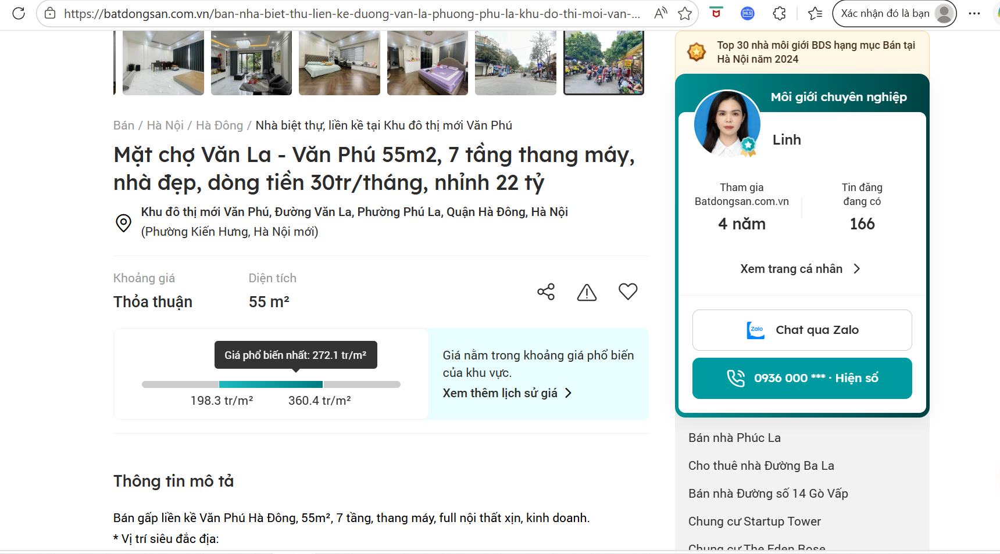 https://batdongsan.com.vn/ban-nha-biet-thu-lien-ke-duong-van-la-phuong-phu-la-khu-do-thi-moi-van-...
Xác nhận đó là bạn
Top 30 nhà môi giới BDS hạng mục Bán tại
Hà Nội năm 2024
Môi giới chuyên nghiệp
Linh
Tham gia
Batdongsan.com.vn
4 năm
Tin đăng
đang có
166
Xem trang cá nhân
Zalo
Chat qua Zalo
0936 000 *** · Hiện số
Bán / Hà Nội / Hà Đông / Nhà biệt thự, liền kề tại Khu đô thị mới Văn Phú
Mặt chợ Văn La - Văn Phú 55m2, 7 tầng thang máy,
nhà đẹp, dòng tiền 30tr/tháng, nhỉnh 22 tỷ
Khu đô thị mới Văn Phú, Đường Văn La, Phường Phú La, Quận Hà Đông, Hà Nội
(Phường Kiến Hưng, Hà Nội mới)
Khoảng giá
Thỏa thuận
Diện tích
55 m²
Giá phổ biến nhất: 272.1 tr/m²
198.3 tr/m²
360.4 tr/m²
Giá nằm trong khoảng giá phổ biến
của khu vực.
Xem thêm lịch sử giá
Thông tin mô tả
Bán gấp liền kề Văn Phú Hà Đông, 55m², 7 tầng, thang máy, full nội thất xịn, kinh doanh.
* Vị trí siêu đắc địa:
Bán nhà Phúc La
Cho thuê nhà Đường Ba La
Bán nhà Đường số 14 Gò Vấp
Chung cư Startup Tower
Chung cư The Eden Rose